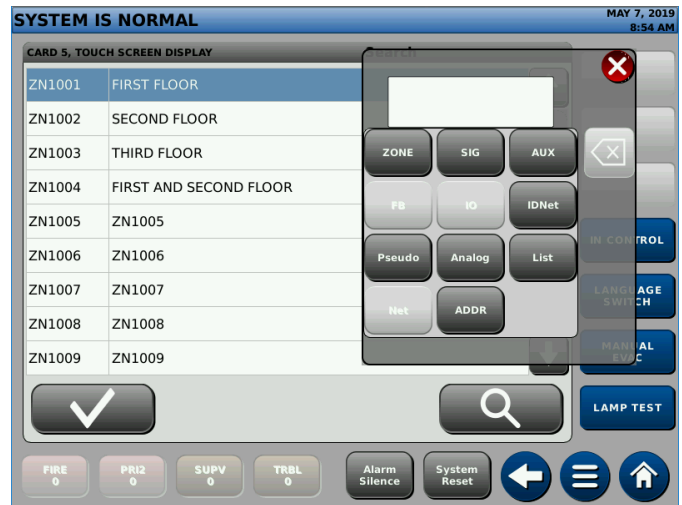 SYSTEM IS NORMAL
MAY 7, 2019
8:54 AM
CARD 5, TOUCH SCREEN DISPLAY
Search
ZN1001 FIRST FLOOR
ZN1002 SECOND FLOOR
ZN1003 THIRD FLOOR
ZN1004 FIRST AND SECOND FLOOR
ZN1005 ZN1005
ZN1006 ZN1006
ZN1007 ZN1007
ZN1008 ZN1008
ZN1009 ZN1009
ZONE SIG AUX
FB IO IDNet
Pseudo Analog List
Net ADDR
IN CONTROL
LANGUAGE
SWITCH
MANUAL
EVAC
LAMP TEST
FIRE
0
PRI2
0
SUPV
0
TRBL
0
Alarm
Silence
System
Reset